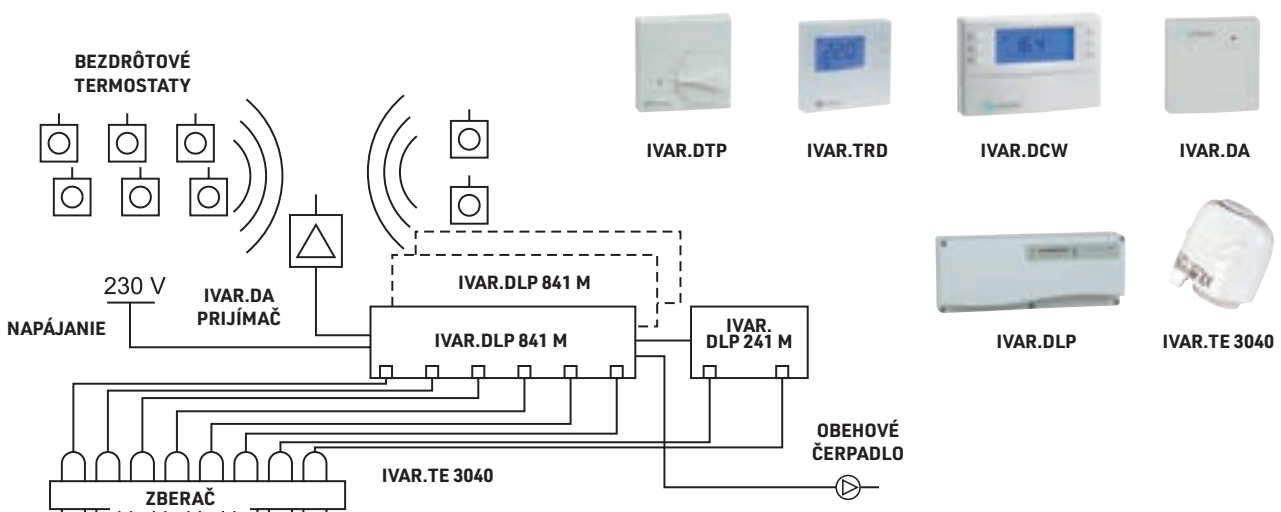 BEZDRÔTOVÉ
TERMOSTATY
IVAR.DTP
IVAR.TRD
IVAR.DCW
IVAR.DA
230 V
NAPÁJANIE
IVAR.DA
PRIJÍMAČ
IVAR.DLP 841 M
IVAR.DLP 841 M
IVAR.
DLP 241 M
IVAR.DLP
IVAR.TE 3040
OBEHOVÉ
ČERPADLO
IVAR.TE 3040
ZBERAČ